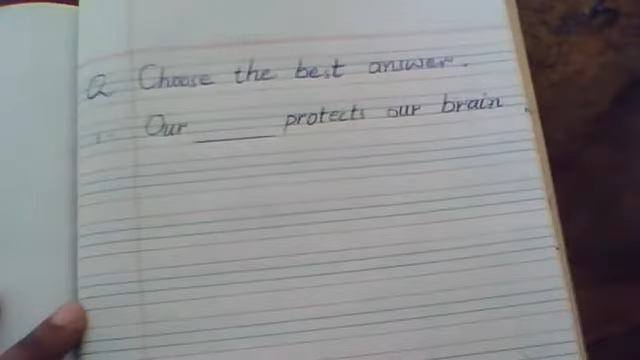 Q Choose the best answer.
1. Our ______ protects our brain.